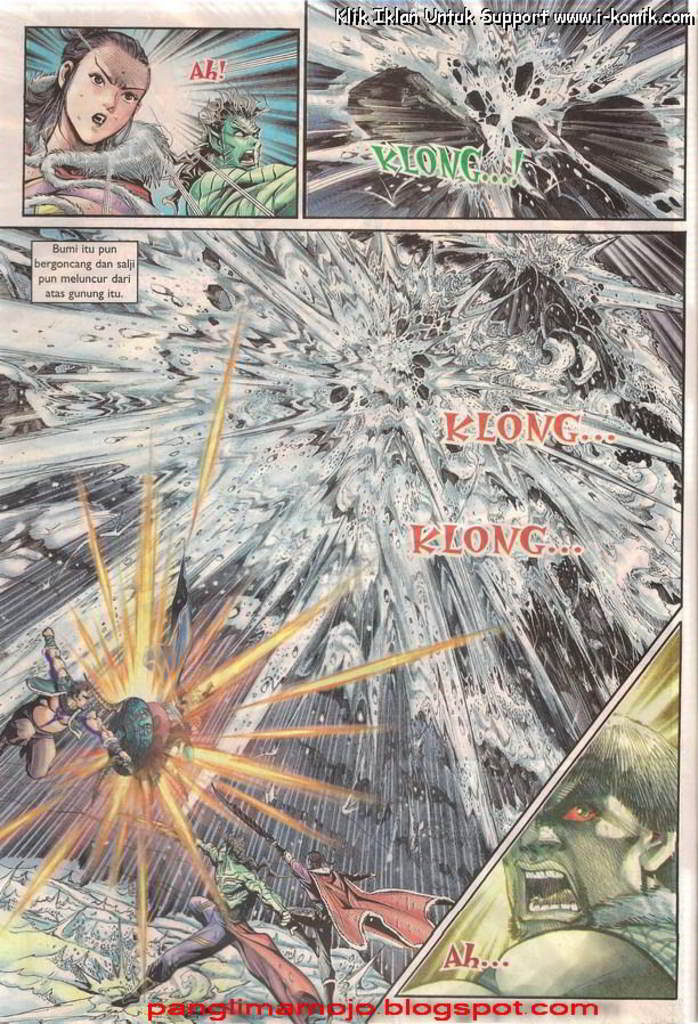 Klik Iklan Untuk Support www.i-komik.com
Ah!
KLONG...!
Bumi itu pun
bergoncang dan salji
pun meluncur dari
atas gunung itu.
KLONG...
KLONG...
Ah...
panglimamojo.blogspot.com